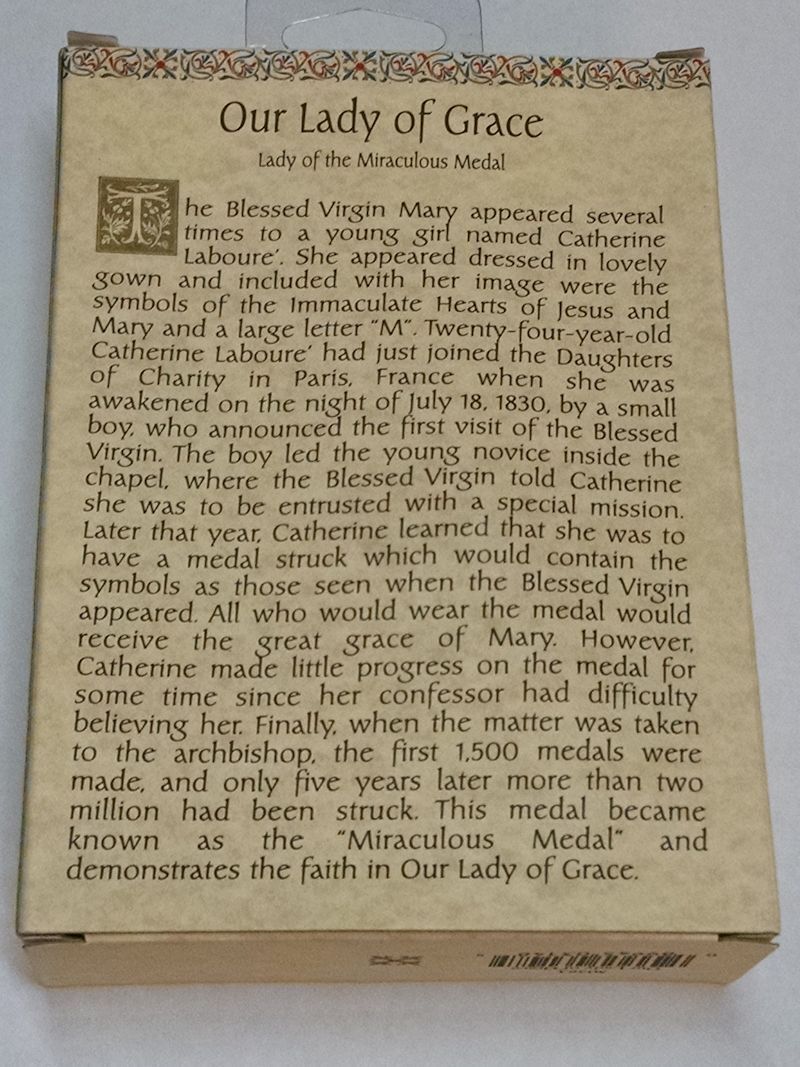 Our Lady of Grace
Lady of the Miraculous Medal
The Blessed Virgin Mary appeared several
times to a young girl named Catherine
Laboure'. She appeared dressed in lovely
gown and included with her image were the
symbols of the Immaculate Hearts of Jesus and
Mary and a large letter "M". Twenty-four-year-old
Catherine Laboure' had just joined the Daughters
of Charity in Paris, France when she was
awakened on the night of July 18, 1830, by a small
boy, who announced the first visit of the Blessed
Virgin. The boy led the young novice inside the
chapel, where the Blessed Virgin told Catherine
she was to be entrusted with a special mission.
Later that year, Catherine learned that she was to
have a medal struck which would contain the
symbols as those seen when the Blessed Virgin
appeared. All who would wear the medal would
receive the great grace of Mary. However,
Catherine made little progress on the medal for
some time since her confessor had difficulty
believing her. Finally, when the matter was taken
to the archbishop, the first 1,500 medals were
made, and only five years later more than two
million had been struck. This medal became
known as the "Miraculous Medal" and
demonstrates the faith in Our Lady of Grace.